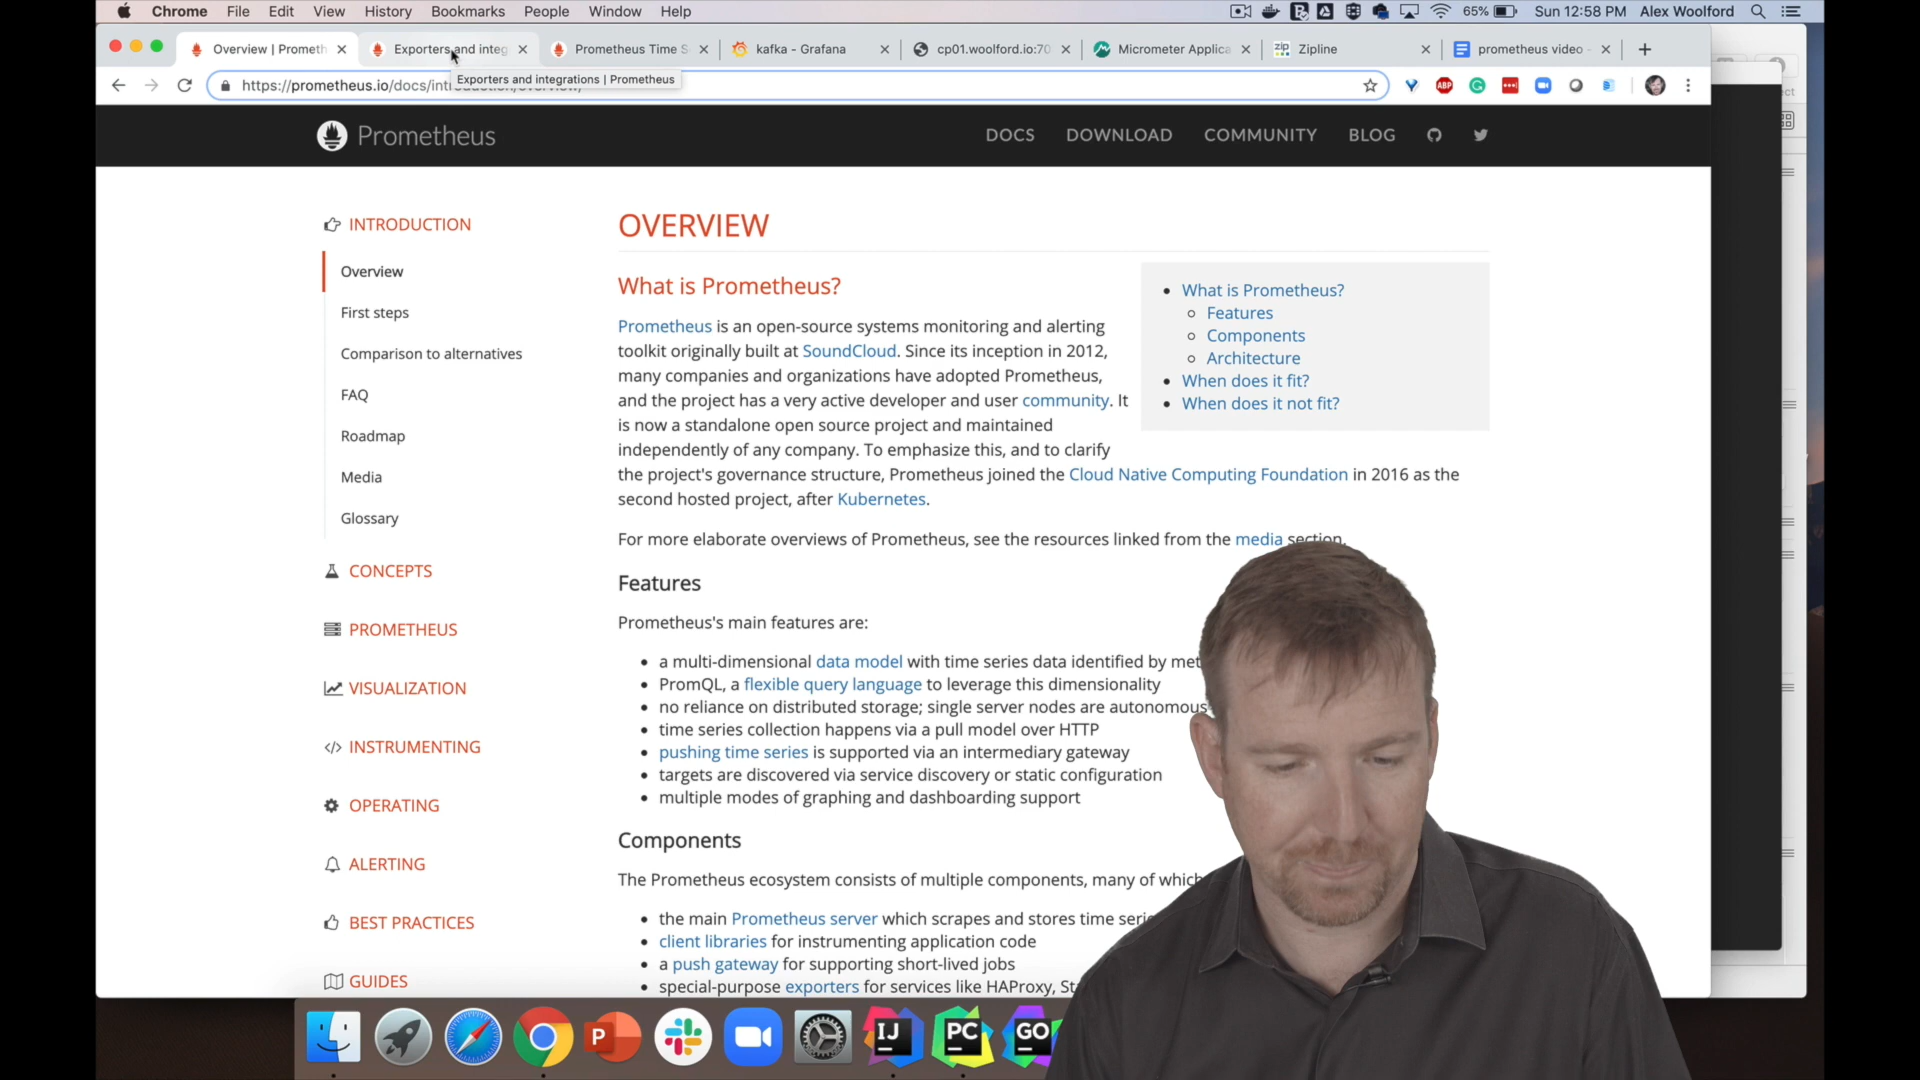 Chrome File Edit View History Bookmarks People Window Help 65% Sun 12:58 PM Alex Woolford
Overview | Prometh Exporters and integ Prometheus Time S kafka - Grafana cp01.woolford.io:70 Micrometer Applica Zipline prometheus video -
Exporters and integrations | Prometheus
https://prometheus.io/docs/int
ABP
Prometheus DOCS DOWNLOAD COMMUNITY BLOG
INTRODUCTION
Overview
First steps
Comparison to alternatives
FAQ
Roadmap
Media
Glossary
CONCEPTS
PROMETHEUS
VISUALIZATION
INSTRUMENTING
OPERATING
ALERTING
BEST PRACTICES
GUIDES
OVERVIEW
What is Prometheus?
Prometheus is an open-source systems monitoring and alerting
toolkit originally built at SoundCloud. Since its inception in 2012,
many companies and organizations have adopted Prometheus,
and the project has a very active developer and user community. It
is now a standalone open source project and maintained
independently of any company. To emphasize this, and to clarify
the project's governance structure, Prometheus joined the Cloud Native Computing Foundation in 2016 as the
second hosted project, after Kubernetes.
What is Prometheus?
Features
Components
Architecture
When does it fit?
When does it not fit?
For more elaborate overviews of Prometheus, see the resources linked from the media section.
Features
Prometheus's main features are:
a multi-dimensional data model with time series data identified by met
PromQL, a flexible query language to leverage this dimensionality
no reliance on distributed storage; single server nodes are autonomous
time series collection happens via a pull model over HTTP
pushing time series is supported via an intermediary gateway
targets are discovered via service discovery or static configuration
multiple modes of graphing and dashboarding support
Components
The Prometheus ecosystem consists of multiple components, many of which
the main Prometheus server which scrapes and stores time serie
client libraries for instrumenting application code
a push gateway for supporting short-lived jobs
special-purpose exporters for services like HAProxy, Sta
P IJ PC GO